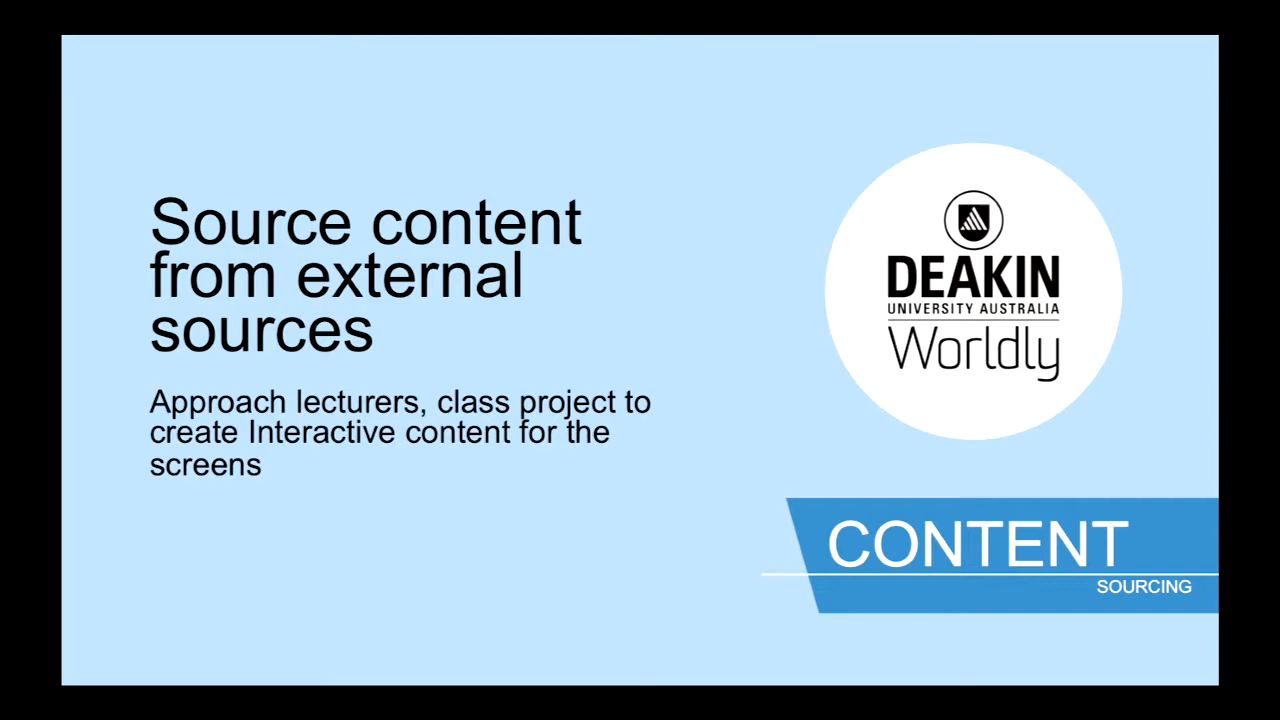 Source content
from external
sources
Approach lecturers, class project to
create Interactive content for the
screens
DEAKIN
UNIVERSITY AUSTRALIA
Worldly
CONTENT
SOURCING